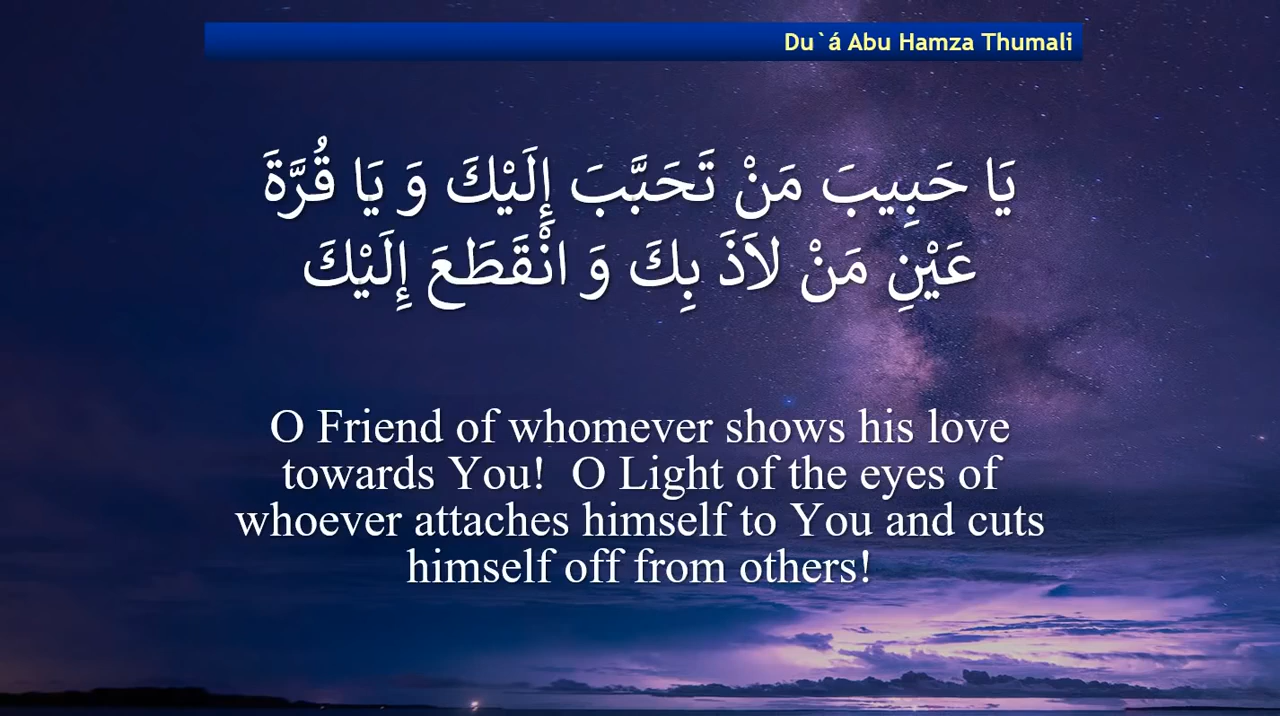 Du`á Abu Hamza Thumali
يَا حَبِيبَ مَنْ تَحَبَّبَ إِلَيْكَ وَ يَا قُرَّةَ
عَيْنِ مَنْ لاَذَ بِكَ وَ انْقَطَعَ إِلَيْكَ
O Friend of whomever shows his love
towards You!  O Light of the eyes of
whoever attaches himself to You and cuts
himself off from others!